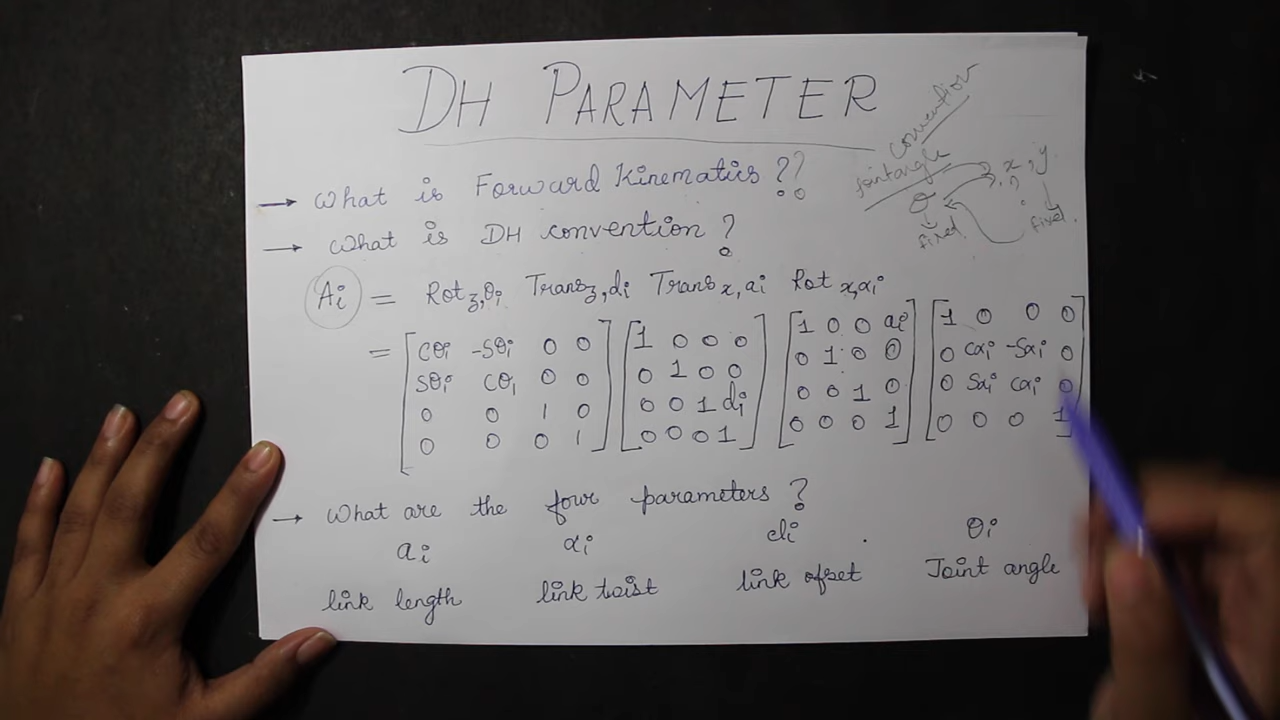 DH PARAMETER
convention
jointangle
θ x, y
fixed fixed.
→ What is Forward Kinematics ??
→ What is DH convention ?
Ai = Rot z,θi Trans z,di Trans x,ai Rot x,αi
= [Cθi -Sθi 0 0] [1 0 0 0] [1 0 0 ai] [1 0 0 0]
[Sθi Cθi 0 0] [0 1 0 0] [0 1 0 0] [0 Cαi -Sαi 0]
[0 0 1 0] [0 0 1 di] [0 0 1 0] [0 Sαi Cαi 0]
[0 0 0 1] [0 0 0 1] [0 0 0 1] [0 0 0 1]
→ What are the four parameters ?
ai αi di θi
link length link twist link ofset Joint angle